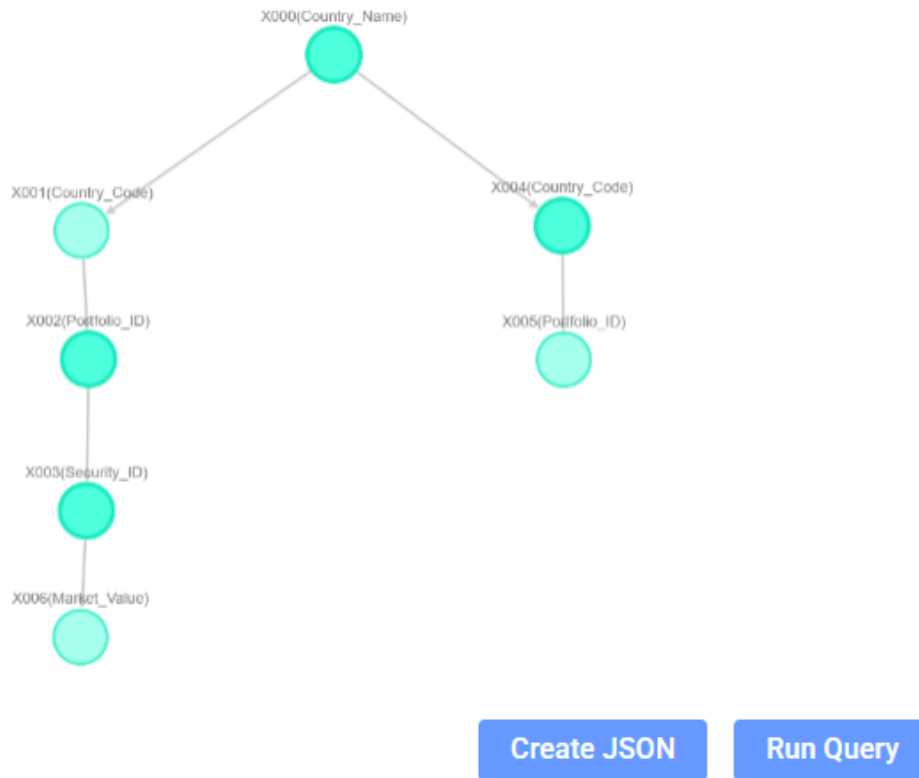 X000(Country_Name)
X001(Country_Code)
X004(Country_Code)
X002(Portfolio_ID)
X005(Portfolio_ID)
X003(Security_ID)
X006(Market_Value)
Create JSON
Run Query